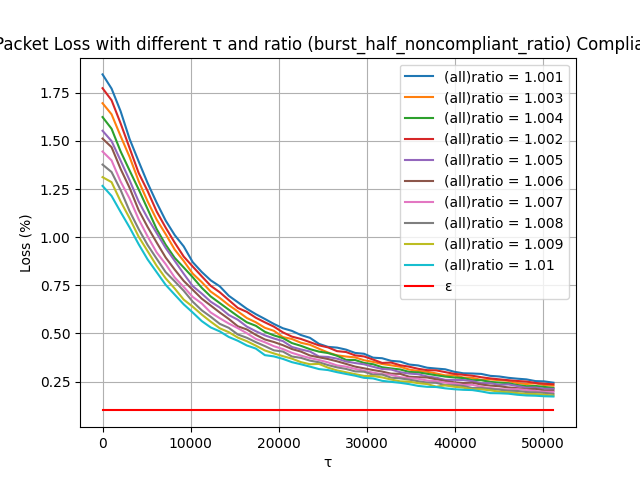 Packet Loss with different τ and ratio (burst_half_noncompliant_ratio) Complia
Loss (%)
1.75
1.50
1.25
1.00
0.75
0.50
0.25
(all)ratio = 1.001
(all)ratio = 1.003
(all)ratio = 1.004
(all)ratio = 1.002
(all)ratio = 1.005
(all)ratio = 1.006
(all)ratio = 1.007
(all)ratio = 1.008
(all)ratio = 1.009
(all)ratio = 1.01
ε
0 10000 20000 30000 40000 50000
τ